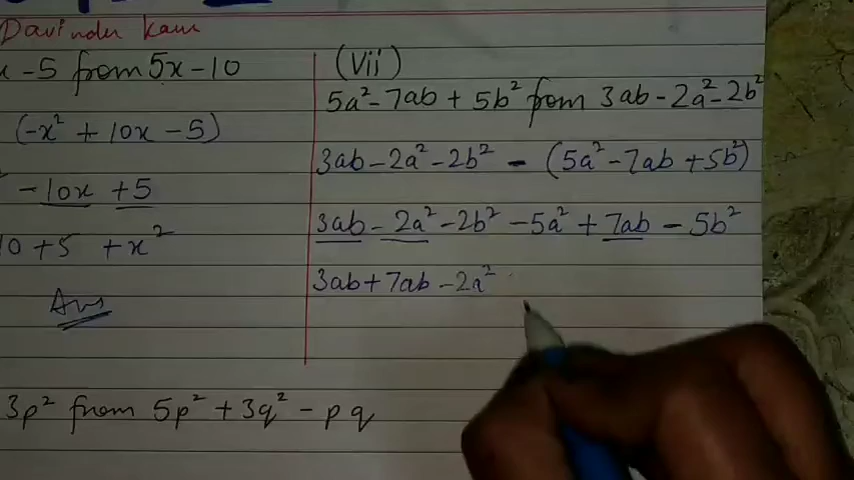 Davinder Kaur
x - 5 from 5x - 10
(-x² + 10x - 5)
- 10x + 5
10 + 5 + x²
Ans
3p² from 5p² + 3q² - pq
(Vii)
5a² - 7ab + 5b² from 3ab - 2a² - 2b²
3ab - 2a² - 2b² - (5a² - 7ab + 5b²)
3ab - 2a² - 2b² - 5a² + 7ab - 5b²
3ab + 7ab - 2a²